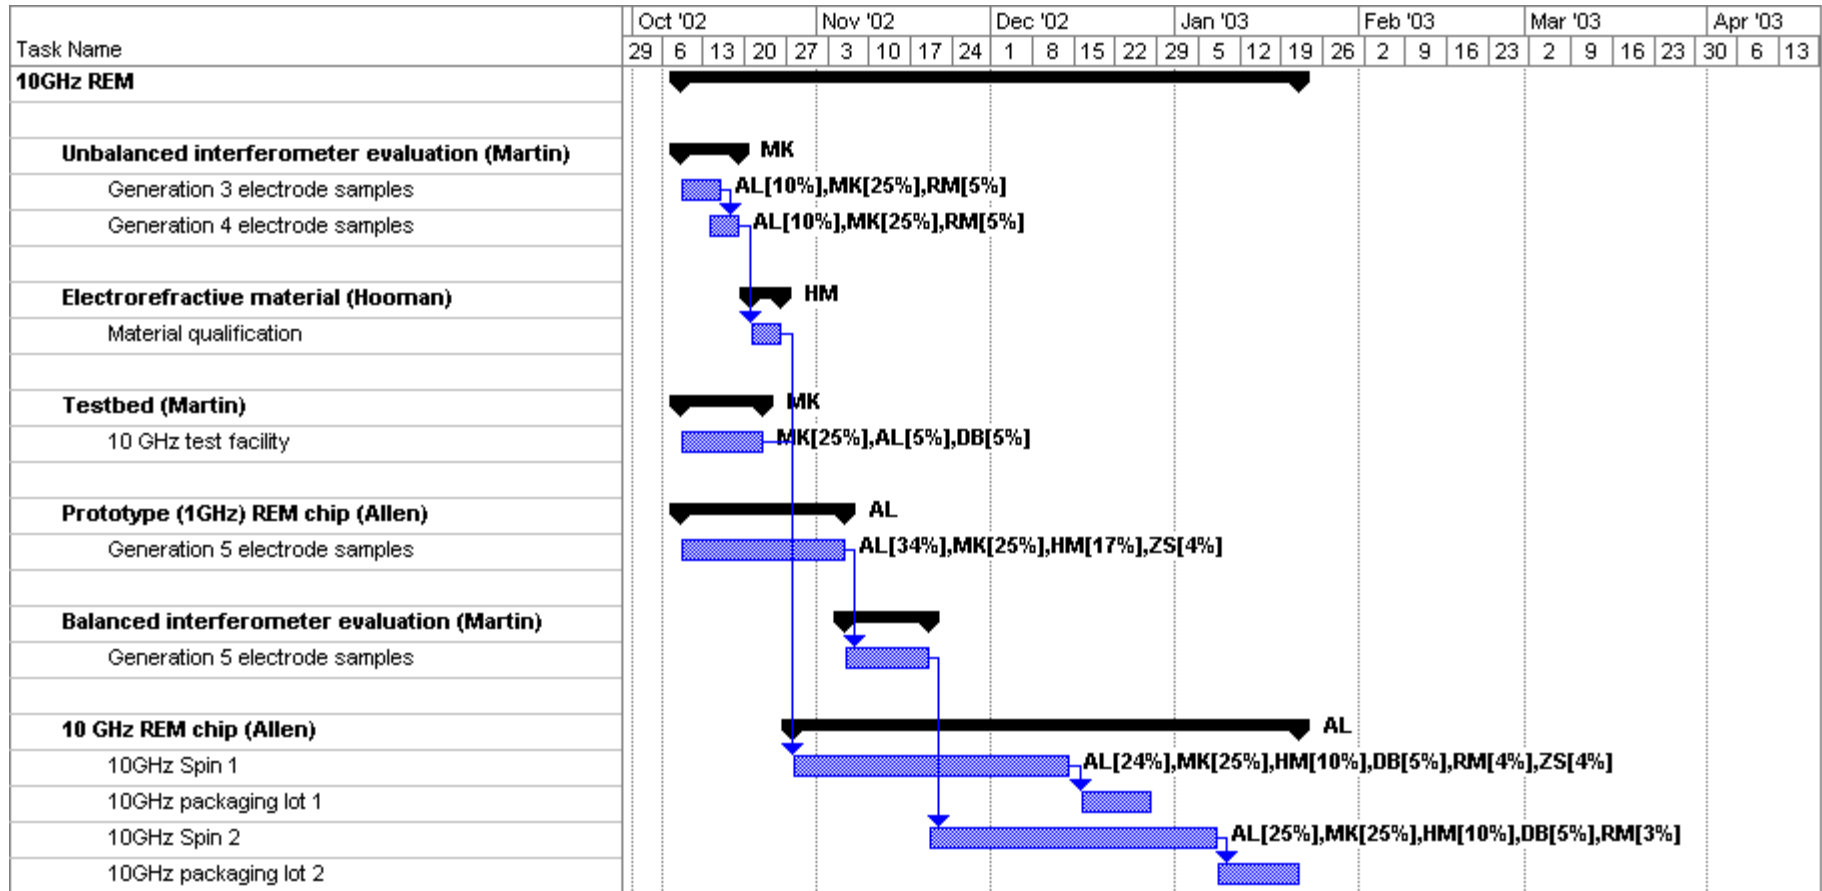 Oct '02 Nov '02 Dec '02 Jan '03 Feb '03 Mar '03 Apr '03
Task Name 29 6 13 20 27 3 10 17 24 1 8 15 22 29 5 12 19 26 2 9 16 23 2 9 16 23 30 6 13
10GHz REM
Unbalanced interferometer evaluation (Martin) MK
Generation 3 electrode samples AL[10%],MK[25%],RM[5%]
Generation 4 electrode samples AL[10%],MK[25%],RM[5%]
Electrorefractive material (Hooman) HM
Material qualification
Testbed (Martin) MK
10 GHz test facility MK[25%],AL[5%],DB[5%]
Prototype (1GHz) REM chip (Allen) AL
Generation 5 electrode samples AL[34%],MK[25%],HM[17%],ZS[4%]
Balanced interferometer evaluation (Martin)
Generation 5 electrode samples
10 GHz REM chip (Allen) AL
10GHz Spin 1 AL[24%],MK[25%],HM[10%],DB[5%],RM[4%],ZS[4%]
10GHz packaging lot 1
10GHz Spin 2 AL[25%],MK[25%],HM[10%],DB[5%],RM[3%]
10GHz packaging lot 2